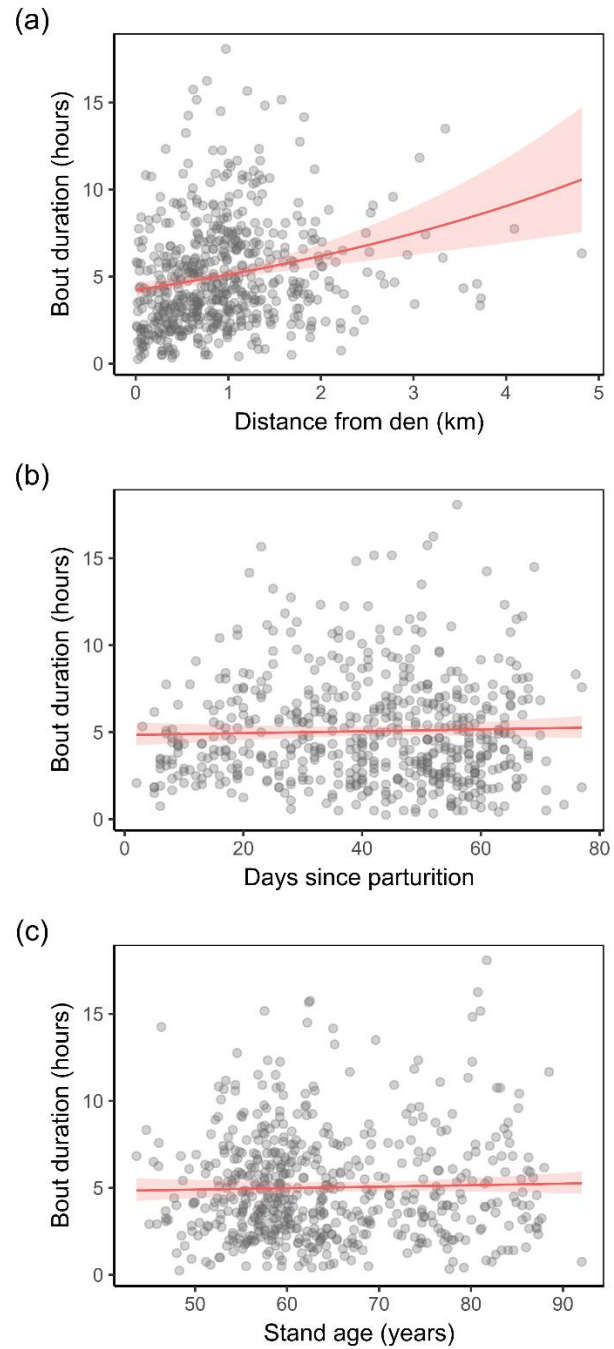 (a)
Bout duration (hours)
15
10
5
0
0 1 2 3 4 5
Distance from den (km)
(b)
Bout duration (hours)
15
10
5
0
0 20 40 60 80
Days since parturition
(c)
Bout duration (hours)
15
10
5
0
50 60 70 80 90
Stand age (years)